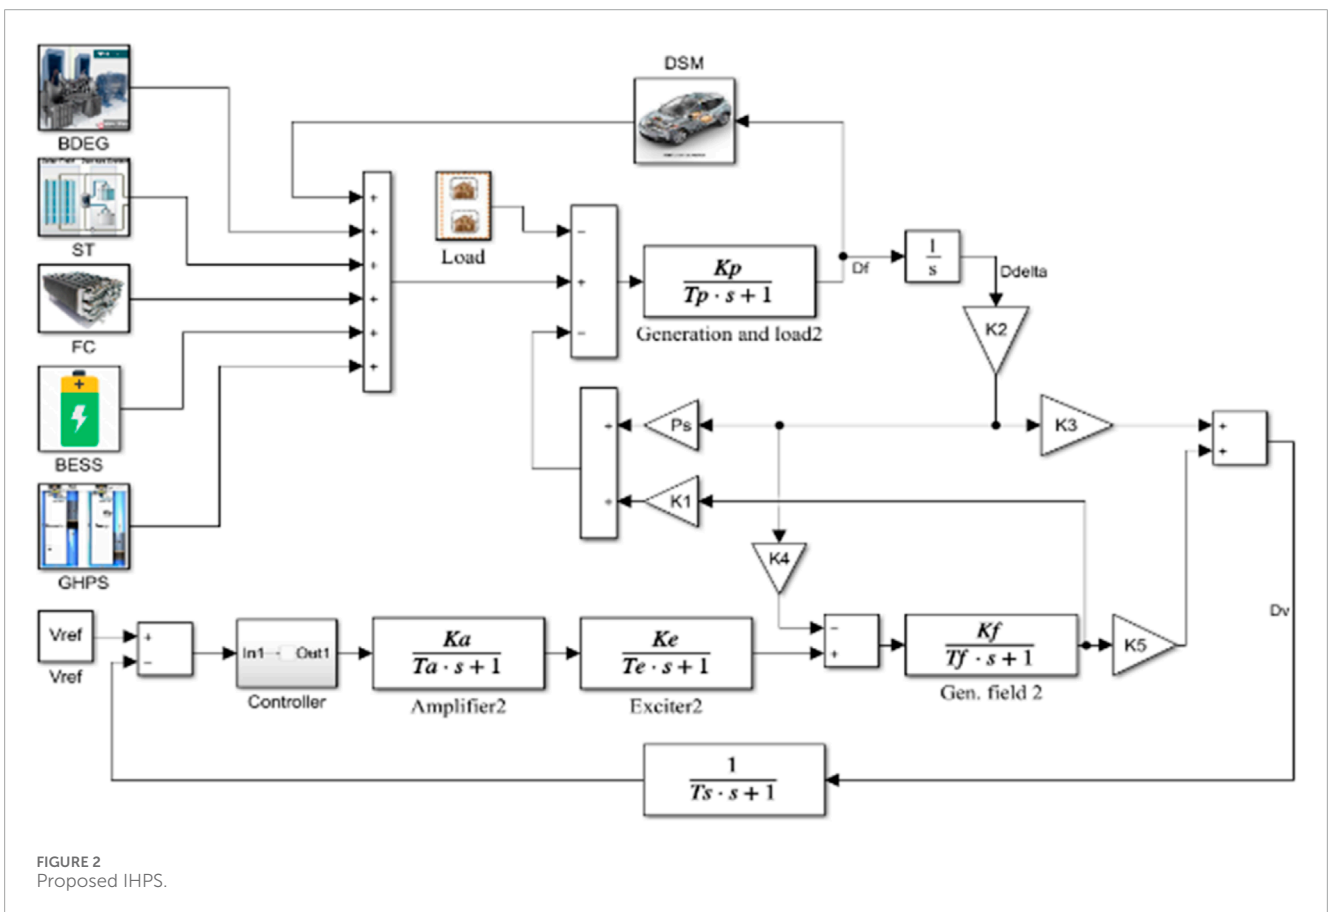 DSM
BDEG
ST
FC
BESS
GHPS
Load
+
+
+
+
+
+
−
+
−
Kp
Tp · s + 1
Generation and load2
Df
1
s
Ddelta
K2
Ps
K3
+
+
+
+
K1
K4
Dv
Vref
Vref
+
−
In1
Out1
Controller
Ka
Ta · s + 1
Amplifier2
Ke
Te · s + 1
Exciter2
−
+
Kf
Tf · s + 1
Gen. field 2
K5
1
Ts · s + 1
FIGURE 2
Proposed IHPS.